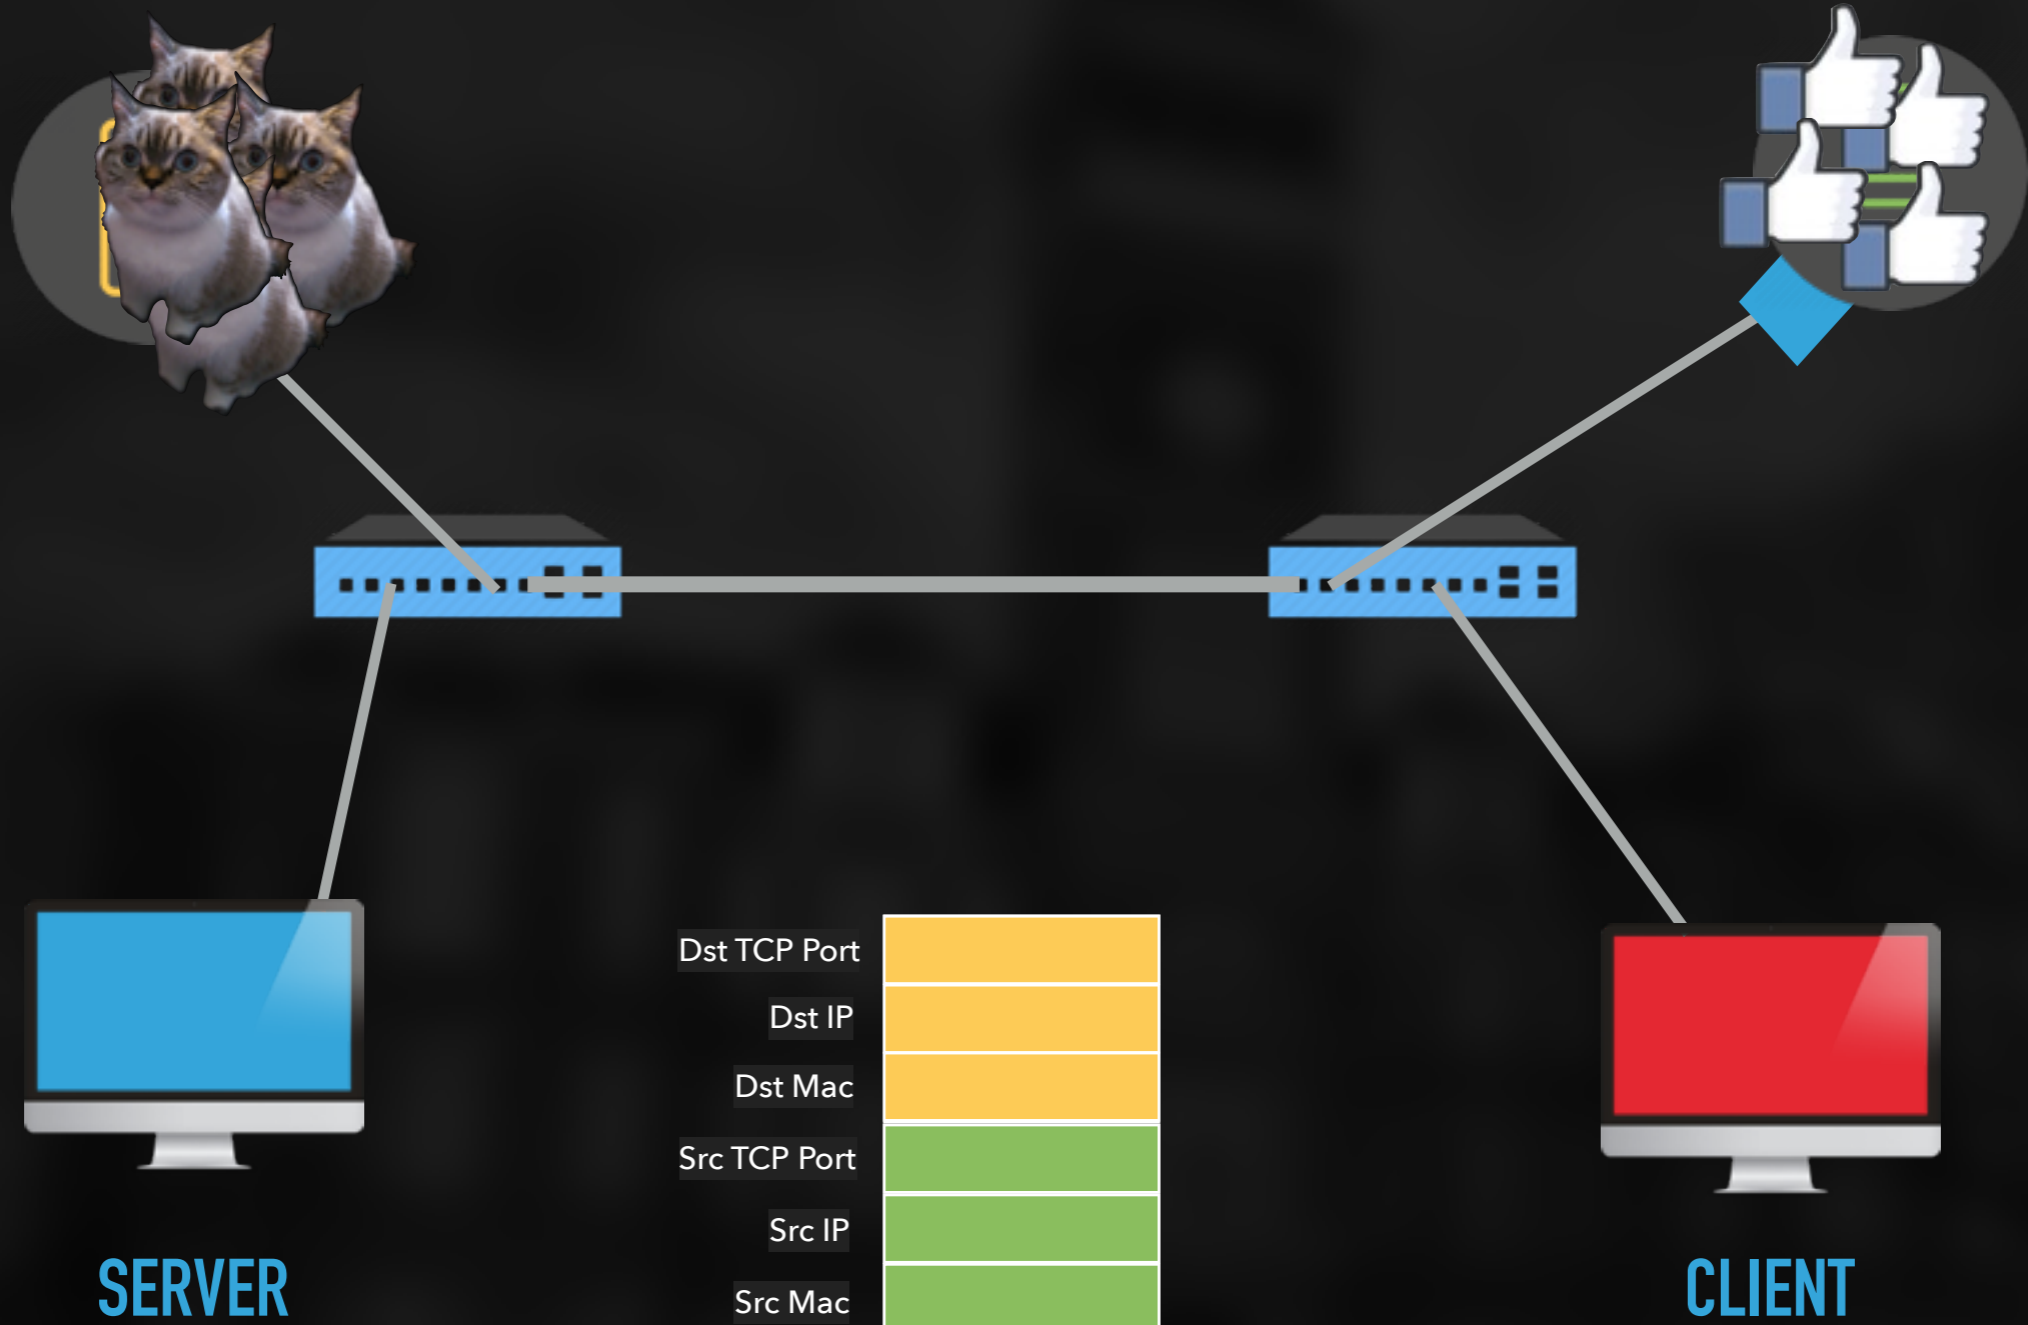 Dst TCP Port
Dst IP
Dst Mac
Src TCP Port
Src IP
Src Mac
SERVER
CLIENT